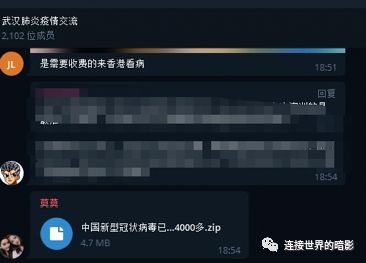 武汉肺炎疫情交流
2,102 位成员
JL
是需要收费的来香港看病
18:51
回复
18:54
莫莫
中国新型冠状病毒已...4000多.zip
4.7 MB
18:54
连接世界的暗影